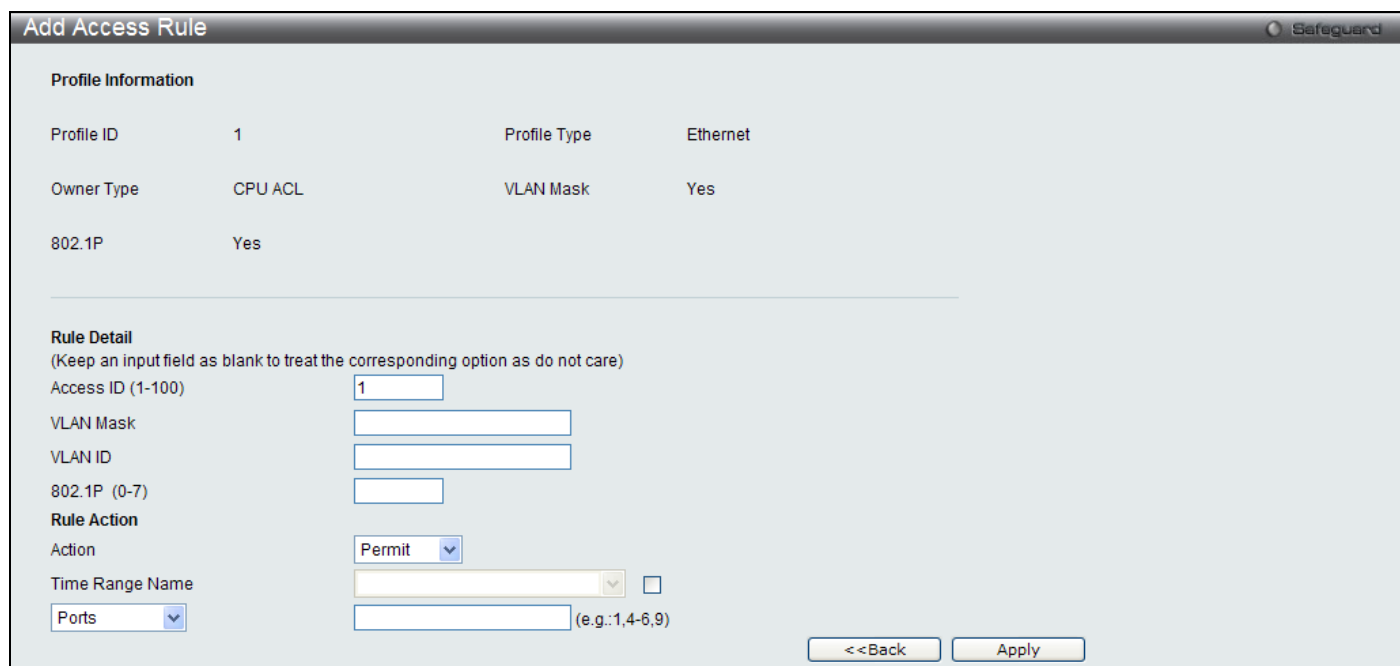 Add Access Rule Safeguard
Profile Information
Profile ID 1 Profile Type Ethernet
Owner Type CPU ACL VLAN Mask Yes
802.1P Yes
Rule Detail
(Keep an input field as blank to treat the corresponding option as do not care)
Access ID (1-100) 1
VLAN Mask
VLAN ID
802.1P (0-7)
Rule Action
Action Permit
Time Range Name
Ports (e.g.:1,4-6,9)
<<Back Apply